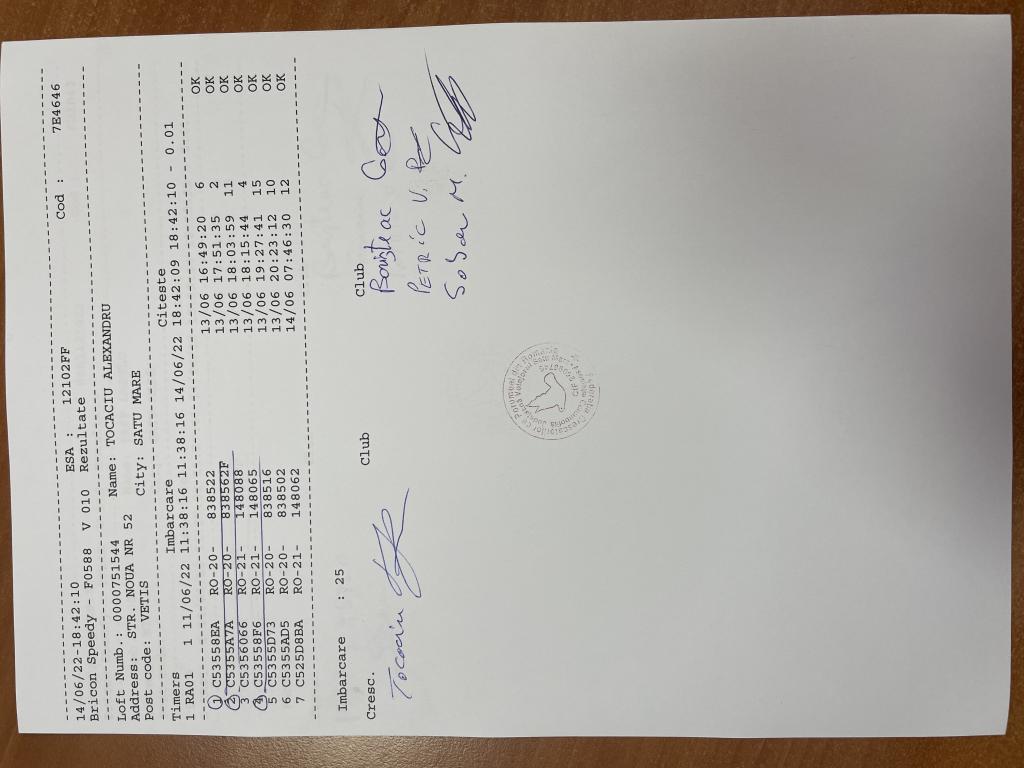 14/06/22-18:42:10 ESA : 12102FF Cod : 7E4646
Bricon Speedy - F0588 V 010 Rezultate
Loft Numb.: 0000751544 Name: TOCACIU ALEXANDRU
Address: STR. NOUA NR 52
Post code: VETIS City: SATU MARE
Timers Imbarcare Citeste
1 RA01 1 11/06/22 11:38:16 11:38:16 14/06/22 18:42:09 18:42:10 - 0.01
1 C53558EA RO-20- 838522 13/06 16:49:20 6 OK
2 C5355A7A RO-20- 838562F 13/06 17:51:35 2 OK
3 C5356066 RO-21- 148088 13/06 18:03:59 11 OK
4 C53558F6 RO-21- 148065 13/06 18:15:44 4 OK
5 C5355D73 RO-20- 838516 13/06 19:27:41 15 OK
6 C5355AD5 RO-20- 838502 13/06 20:23:12 10 OK
7 C525D8BA RO-21- 148062 14/06 07:46:30 12 OK
Imbarcare : 25
Cresc. Club Club
Tocaciu
PETRIC V.
Sobor M.